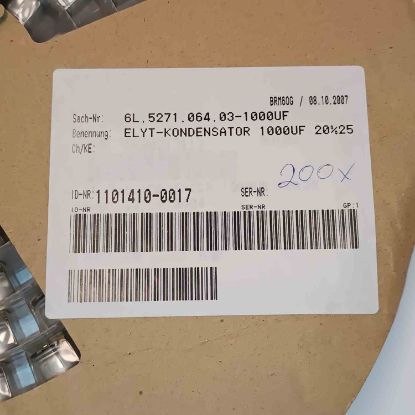 BRM60G / 08.10.2007
Sach-Nr: 6L.5271.064.03-1000UF
Benennung: ELYT-KONDENSATOR 1000UF 20%25
Ch/KE:
ID-NR: 1101410-0017 SER-NR: 200x
ID-NR SER-NR GP:1